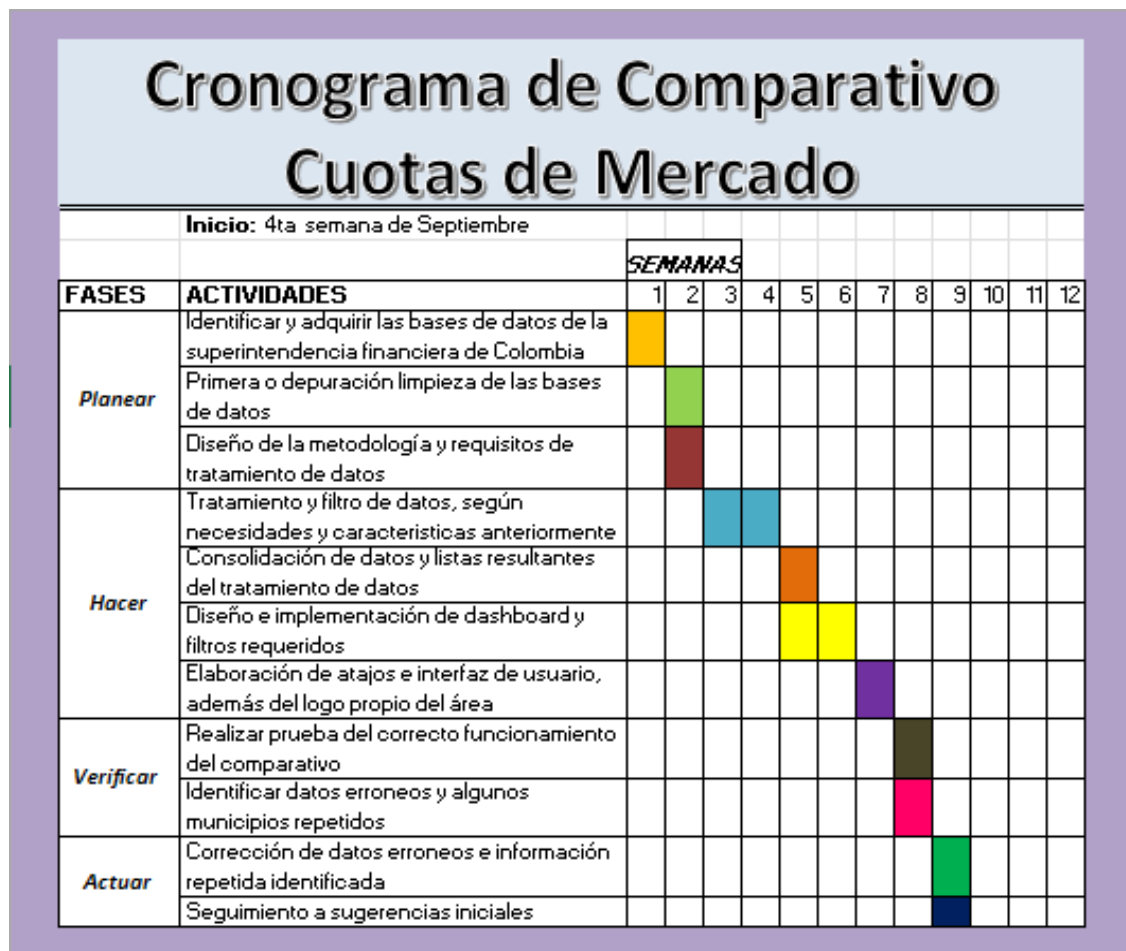 Cronograma de Comparativo
Cuotas de Mercado
Inicio: 4ta semana de Septiembre
SEMANAS
FASES ACTIVIDADES 1 2 3 4 5 6 7 8 9 10 11 12
Planear
Identificar y adquirir las bases de datos de la
superintendencia financiera de Colombia
Primera o depuración limpieza de las bases
de datos
Diseño de la metodología y requisitos de
tratamiento de datos
Hacer
Tratamiento y filtro de datos, según
necesidades y caracteristicas anteriormente
Consolidación de datos y listas resultantes
del tratamiento de datos
Diseño e implementación de dashboard y
filtros requeridos
Elaboración de atajos e interfaz de usuario,
además del logo propio del área
Verificar
Realizar prueba del correcto funcionamiento
del comparativo
Identificar datos erroneos y algunos
municipios repetidos
Actuar
Corrección de datos erroneos e información
repetida identificada
Seguimiento a sugerencias iniciales